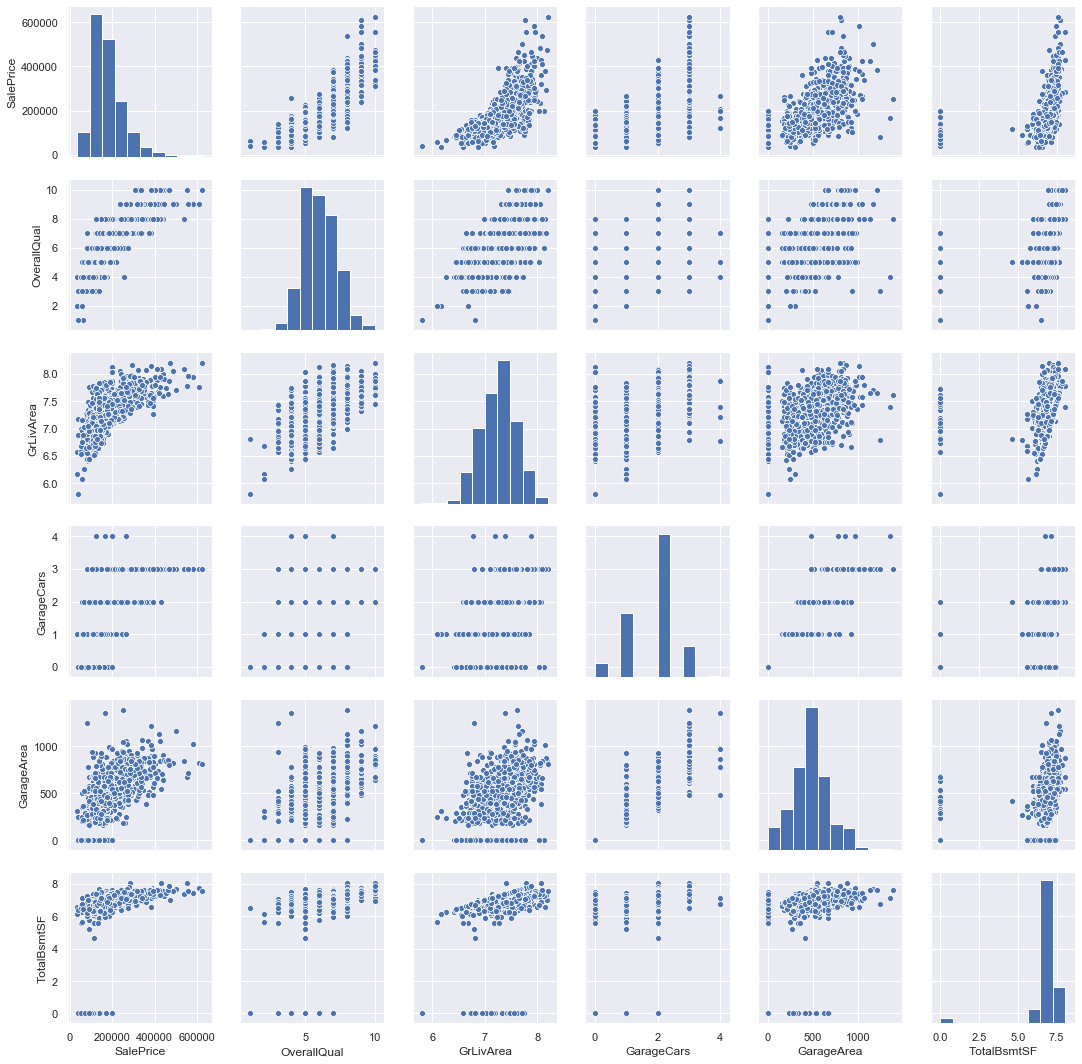 600000
400000
200000
0
SalePrice
10
8
6
4
2
OverallQual
8.0
7.5
7.0
6.5
6.0
GrLivArea
4
3
2
1
0
GarageCars
1000
500
0
GarageArea
8
6
4
2
0
TotalBsmtSF
0 200000 400000 600000
5 10
6 7 8
0 2 4
0 500 1000
0.0 2.5 5.0 7.5
SalePrice
OverallQual
GrLivArea
GarageCars
GarageArea
TotalBsmtSF